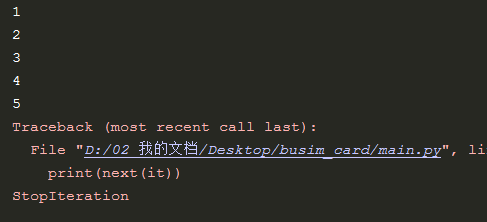 1
2
3
4
5
Traceback (most recent call last):
File "D:/02 我的文档/Desktop/busim_card/main.py", li
print(next(it))
StopIteration